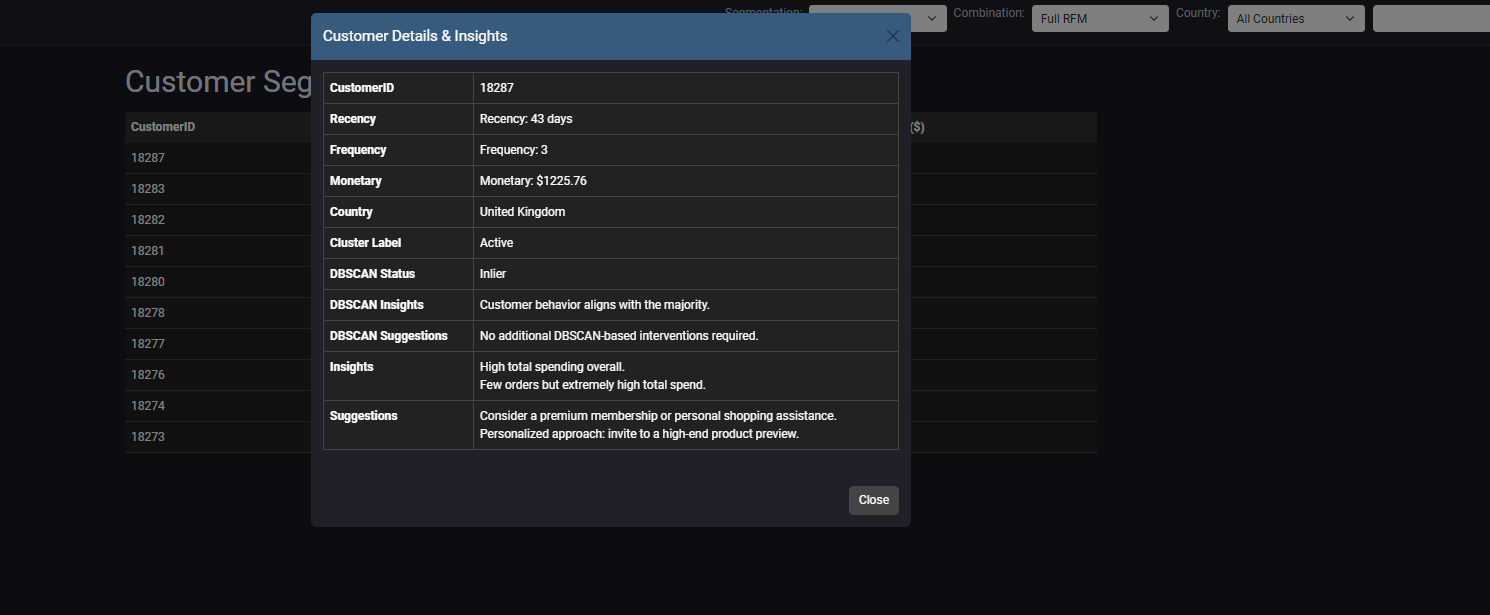 Segmentation: Combination: Full RFM Country: All Countries
Customer Details & Insights
Customer Seg
CustomerID ($)
18287
18283
18282
18281
18280
18278
18277
18276
18274
18273
CustomerID 18287
Recency Recency: 43 days
Frequency Frequency: 3
Monetary Monetary: $1225.76
Country United Kingdom
Cluster Label Active
DBSCAN Status Inlier
DBSCAN Insights Customer behavior aligns with the majority.
DBSCAN Suggestions No additional DBSCAN-based interventions required.
Insights High total spending overall.
Few orders but extremely high total spend.
Suggestions Consider a premium membership or personal shopping assistance.
Personalized approach: invite to a high-end product preview.
Close